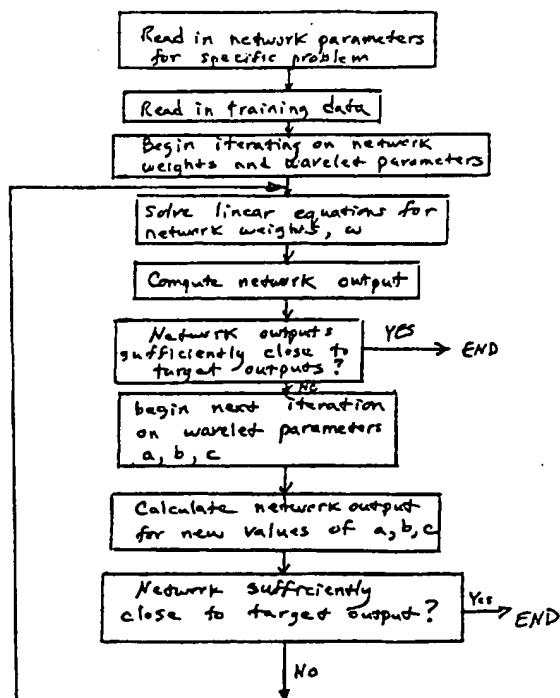 Read in network parameters
for specific problem
Read in training data
Begin iterating on network
weights and wavelet parameters
Solve linear equations for
network weights, w
Compute network output
Network outputs
sufficiently close to
target outputs?
YES
END
NO
begin next iteration
on wavelet parameters
a, b, c
Calculate network output
for new values of a, b, c
Network sufficiently
close to target output?
Yes
END
NO